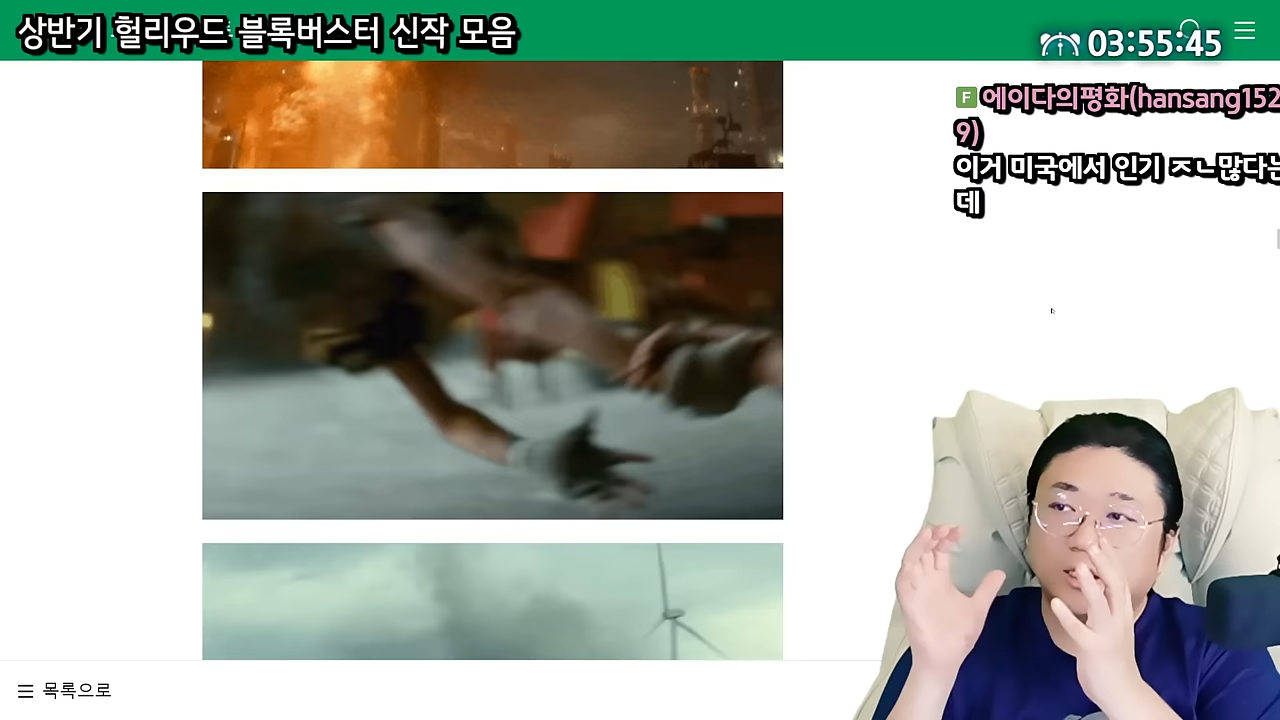 상반기 헐리우드 블록버스터 신작 모음
03:55:45
F 에이다의평화(hansang152
9)
이거 미국에서 인기 ㅈㄴ많다는
데
목록으로